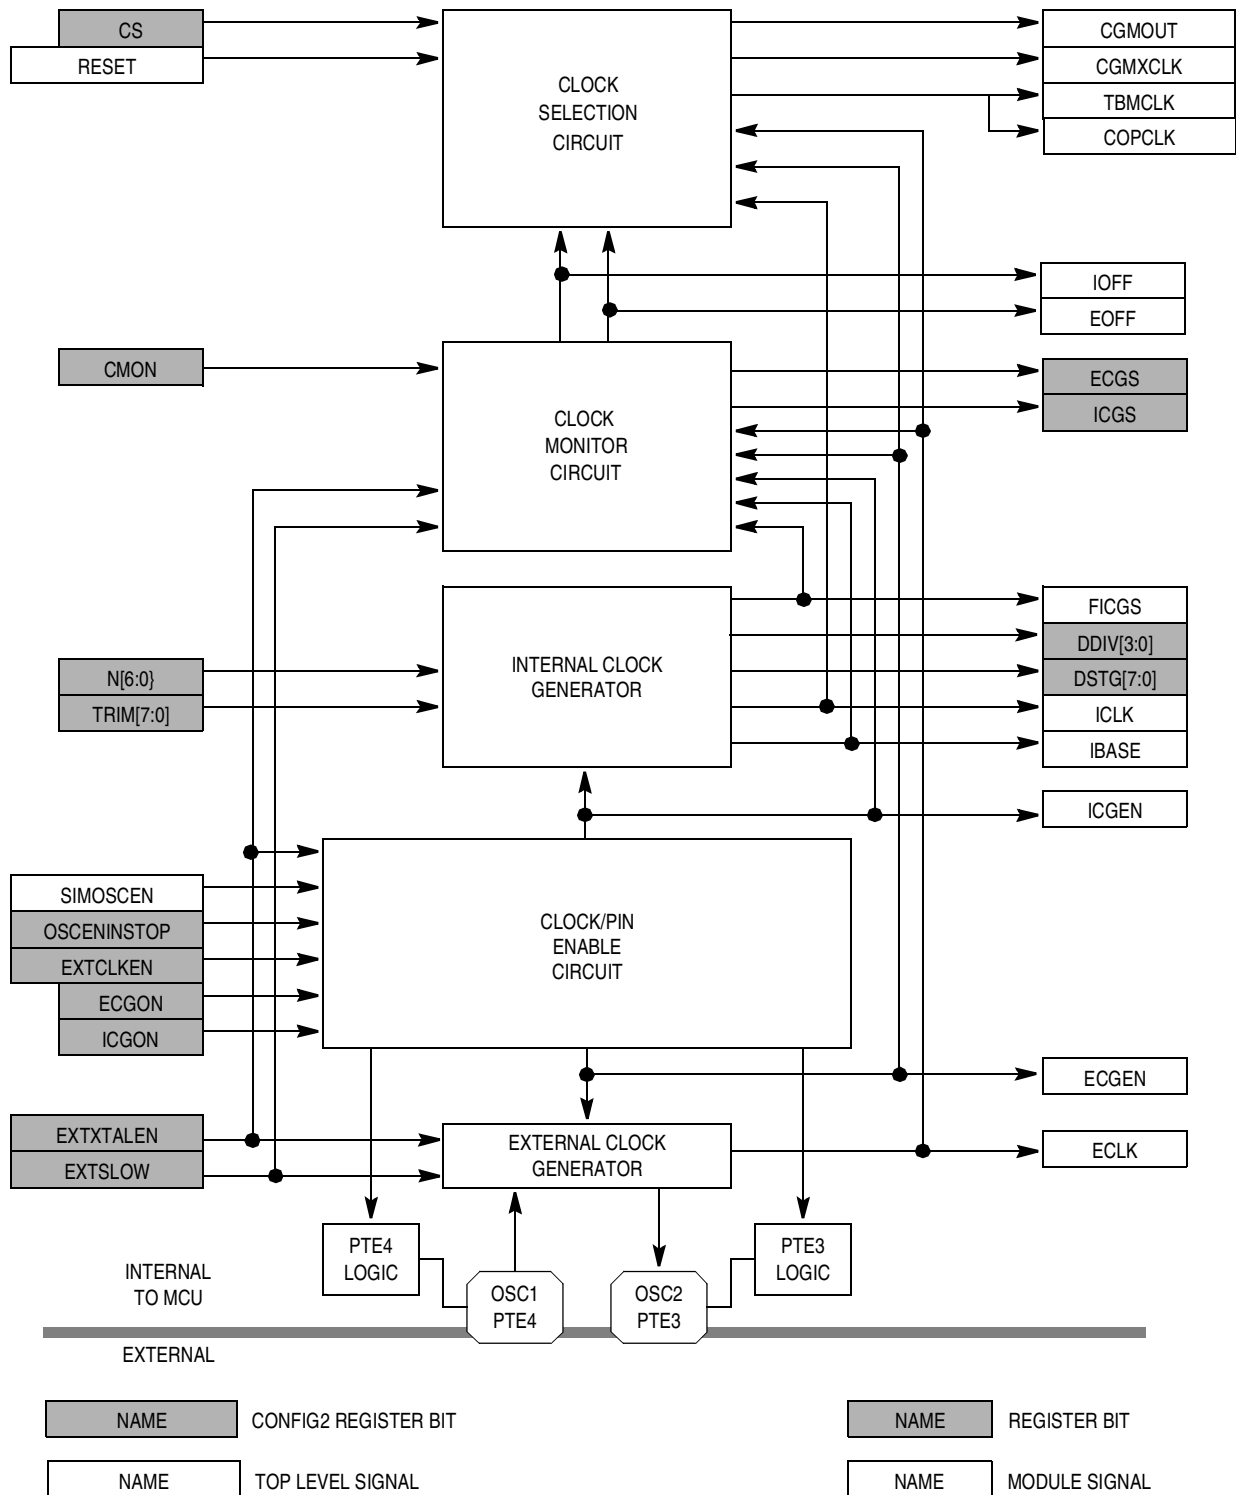 CS
RESET
CLOCK
SELECTION
CIRCUIT
CGMOUT
CGMXCLK
TBMCLK
COPCLK
IOFF
EOFF
CMON
CLOCK
MONITOR
CIRCUIT
ECGS
ICGS
N[6:0}
TRIM[7:0]
INTERNAL CLOCK
GENERATOR
FICGS
DDIV[3:0]
DSTG[7:0]
ICLK
IBASE
ICGEN
SIMOSCEN
OSCENINSTOP
EXTCLKEN
ECGON
ICGON
CLOCK/PIN
ENABLE
CIRCUIT
ECGEN
EXTXTALEN
EXTSLOW
EXTERNAL CLOCK
GENERATOR
ECLK
PTE4
LOGIC
OSC1
PTE4
OSC2
PTE3
PTE3
LOGIC
INTERNAL
TO MCU
EXTERNAL
NAME CONFIG2 REGISTER BIT
NAME REGISTER BIT
NAME TOP LEVEL SIGNAL
NAME MODULE SIGNAL